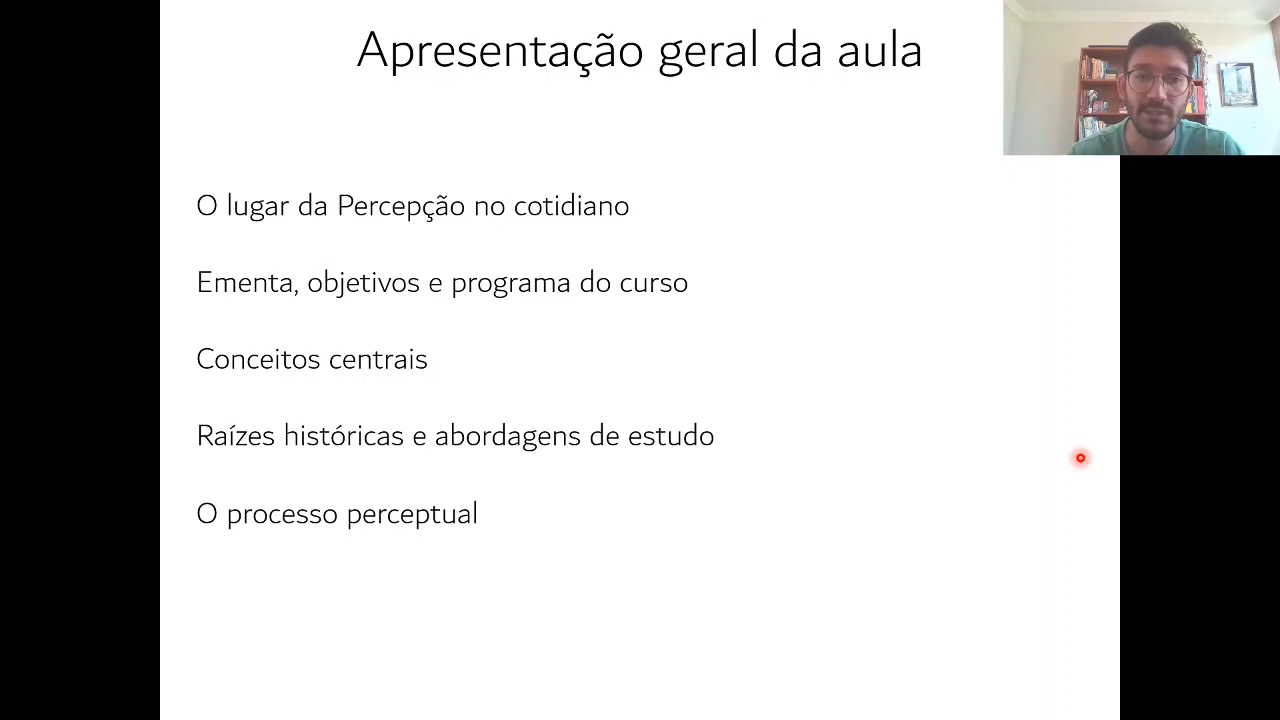 Apresentação geral da aula
O lugar da Percepção no cotidiano
Ementa, objetivos e programa do curso
Conceitos centrais
Raízes históricas e abordagens de estudo
O processo perceptual